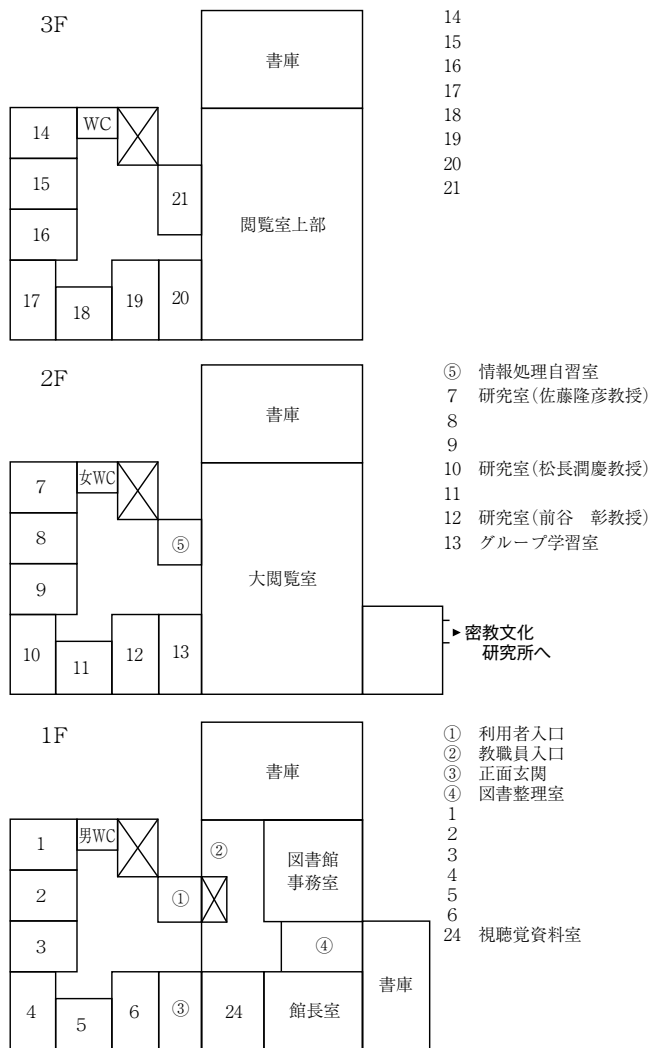 3F
書庫
14
WC
15
21
16
閲覧室上部
17
18
19
20
14
15
16
17
18
19
20
21
2F
書庫
7
女WC
8
⑤
9
大閲覧室
10
11
12
13
▸密教文化
研究所へ
⑤ 情報処理自習室
7 研究室(佐藤隆彦教授)
8
9
10 研究室(松長潤慶教授)
11
12 研究室(前谷 彰教授)
13 グループ学習室
1F
書庫
1
男WC
②
図書館
事務室
2
①
3
④
4
5
6
③
24
館長室
書庫
① 利用者入口
② 教職員入口
③ 正面玄関
④ 図書整理室
1
2
3
4
5
6
24 視聴覚資料室